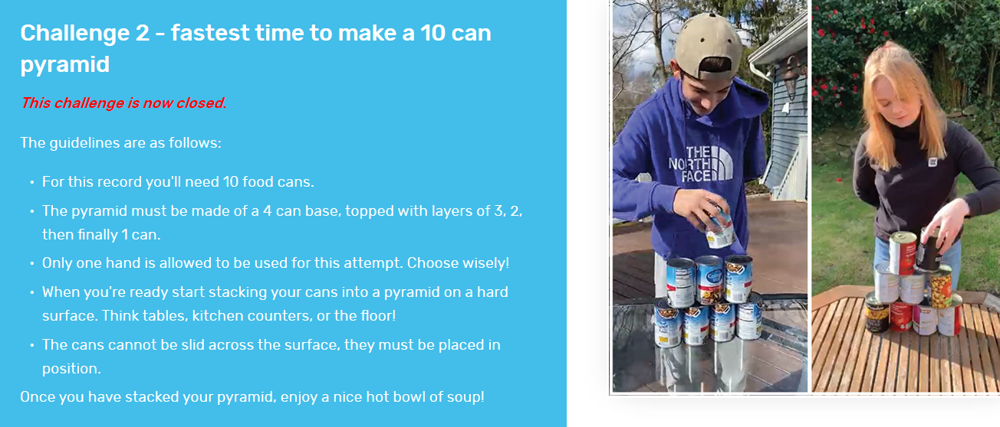 Challenge 2 - fastest time to make a 10 can
pyramid
This challenge is now closed.
The guidelines are as follows:
• For this record you'll need 10 food cans.
• The pyramid must be made of a 4 can base, topped with layers of 3, 2,
then finally 1 can.
• Only one hand is allowed to be used for this attempt. Choose wisely!
• When you're ready start stacking your cans into a pyramid on a hard
surface. Think tables, kitchen counters, or the floor!
• The cans cannot be slid across the surface, they must be placed in
position.
Once you have stacked your pyramid, enjoy a nice hot bowl of soup!
THE
NORTH
FACE